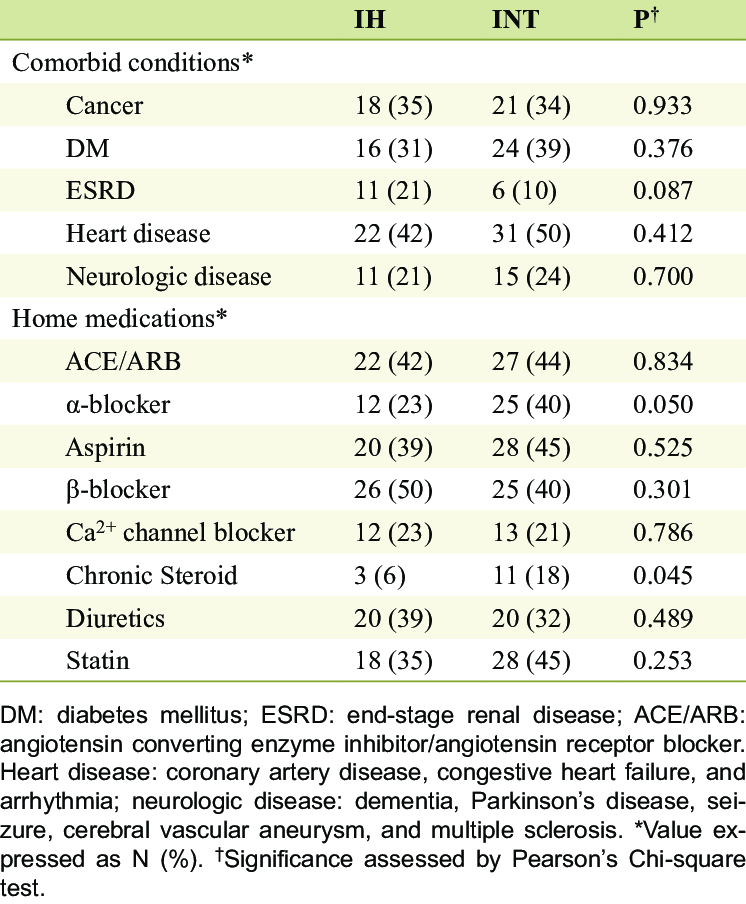 IH INT P†
Comorbid conditions*
Cancer 18 (35) 21 (34) 0.933
DM 16 (31) 24 (39) 0.376
ESRD 11 (21) 6 (10) 0.087
Heart disease 22 (42) 31 (50) 0.412
Neurologic disease 11 (21) 15 (24) 0.700
Home medications*
ACE/ARB 22 (42) 27 (44) 0.834
α-blocker 12 (23) 25 (40) 0.050
Aspirin 20 (39) 28 (45) 0.525
β-blocker 26 (50) 25 (40) 0.301
Ca²⁺ channel blocker 12 (23) 13 (21) 0.786
Chronic Steroid 3 (6) 11 (18) 0.045
Diuretics 20 (39) 20 (32) 0.489
Statin 18 (35) 28 (45) 0.253
DM: diabetes mellitus; ESRD: end-stage renal disease; ACE/ARB:
angiotensin converting enzyme inhibitor/angiotensin receptor blocker.
Heart disease: coronary artery disease, congestive heart failure, and
arrhythmia; neurologic disease: dementia, Parkinson’s disease, sei-
zure, cerebral vascular aneurysm, and multiple sclerosis. *Value ex-
pressed as N (%). †Significance assessed by Pearson’s Chi-square
test.